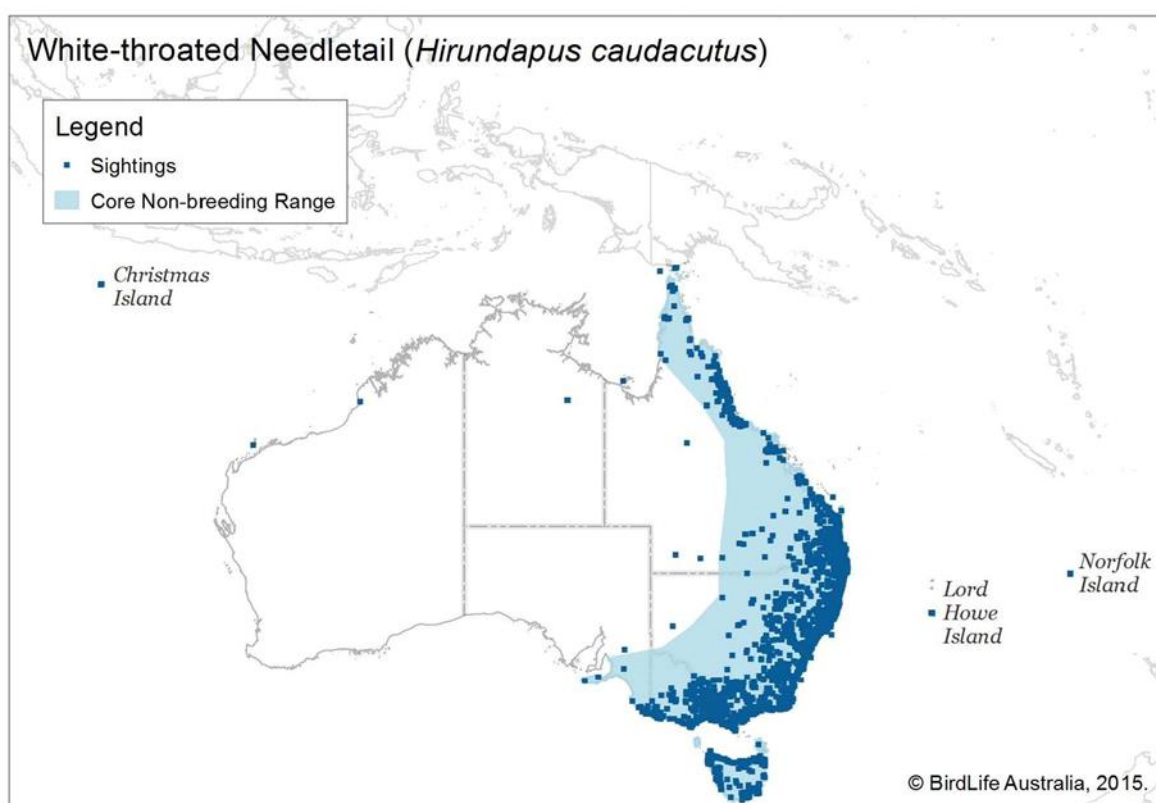 White-throated Needletail (Hirundapus caudacutus)
Legend
Sightings
Core Non-breeding Range
Christmas
Island
Norfolk
Island
Lord
Howe
Island
© BirdLife Australia, 2015.